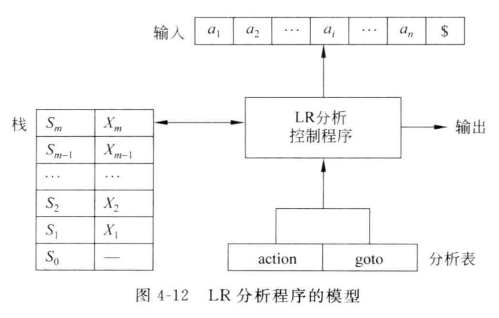 输入 a1 a2 … ai … an $
栈
Sm Xm
Sm−1 Xm−1
… …
S2 X2
S1 X1
S0 —
LR分析
控制程序
输出
action goto 分析表
图 4-12 LR 分析程序的模型